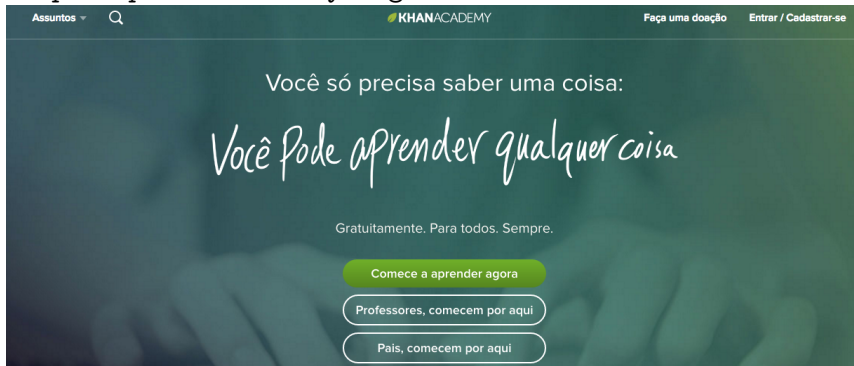 Assuntos
KHANACADEMY
Faça uma doação
Entrar / Cadastrar-se
Você só precisa saber uma coisa:
Você Pode aprender qualquer coisa
Gratuitamente. Para todos. Sempre.
Comece a aprender agora
Professores, comecem por aqui
Pais, comecem por aqui